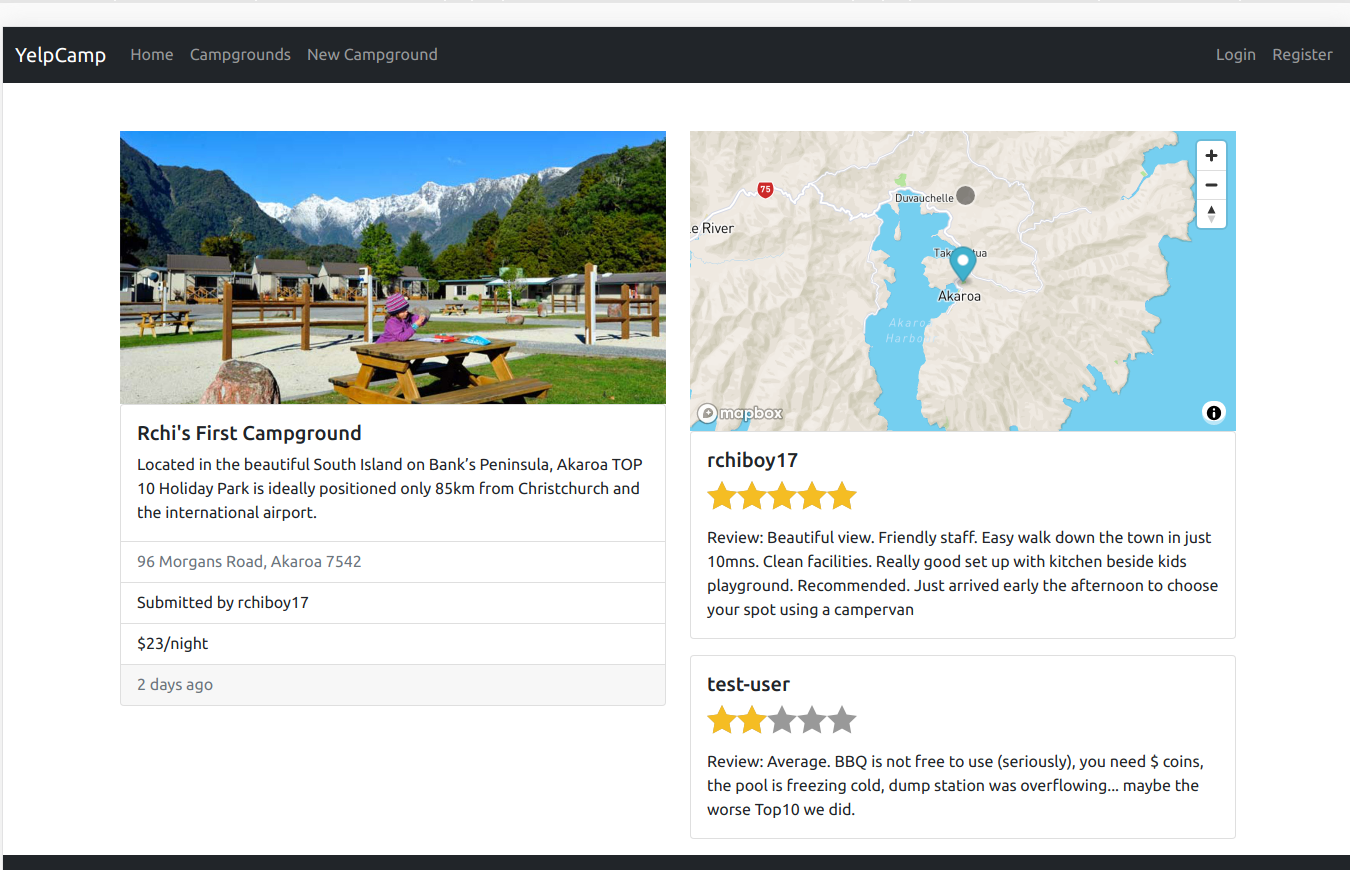 YelpCamp Home Campgrounds New Campground Login Register
Rchi's First Campground
Located in the beautiful South Island on Bank’s Peninsula, Akaroa TOP
10 Holiday Park is ideally positioned only 85km from Christchurch and
the international airport.
96 Morgans Road, Akaroa 7542
Submitted by rchiboy17
$23/night
2 days ago
75
Duvauchelle
e River
Akaroa
Akaro
Harbo
mapbox
rchiboy17
Review: Beautiful view. Friendly staff. Easy walk down the town in just
10mns. Clean facilities. Really good set up with kitchen beside kids
playground. Recommended. Just arrived early the afternoon to choose
your spot using a campervan
test-user
Review: Average. BBQ is not free to use (seriously), you need $ coins,
the pool is freezing cold, dump station was overflowing... maybe the
worse Top10 we did.